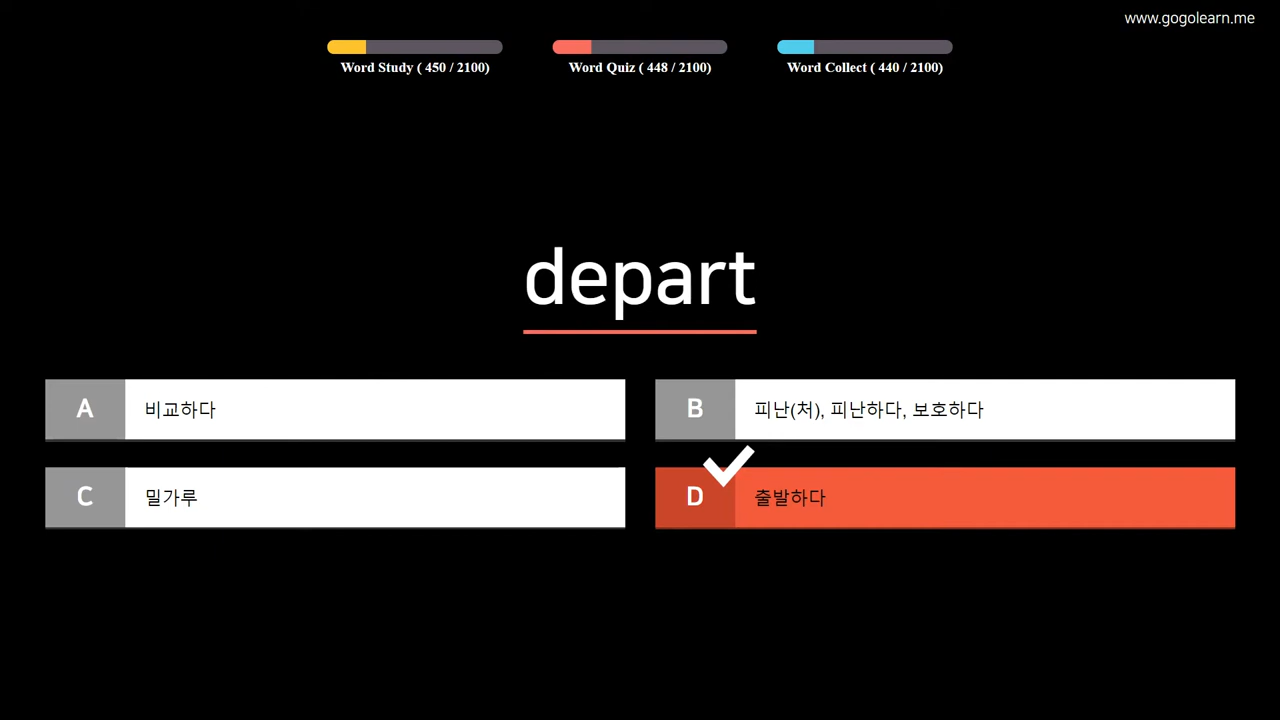 www.gogolearn.me
Word Study ( 450 / 2100)
Word Quiz ( 448 / 2100)
Word Collect ( 440 / 2100)
depart
A 비교하다
B 피난(처), 피난하다, 보호하다
C 밀가루
D 출발하다